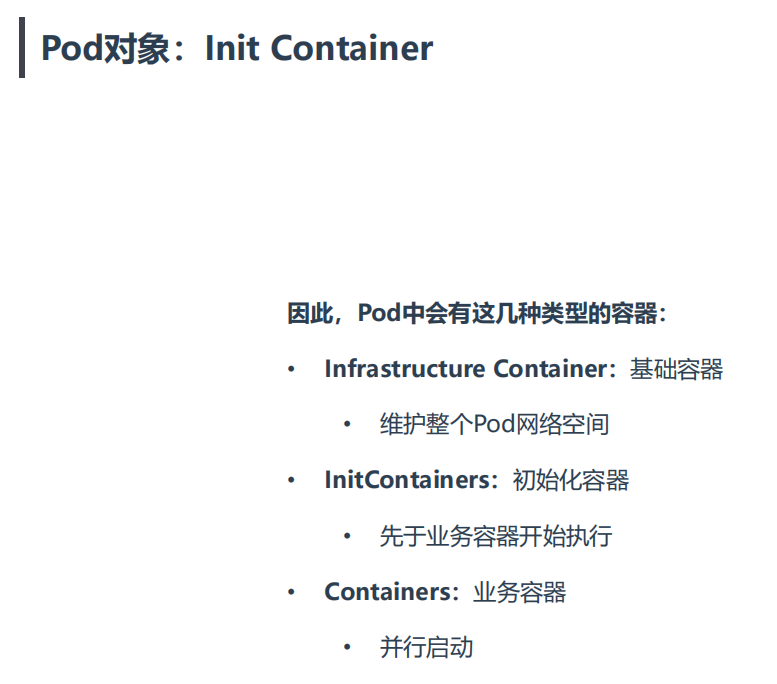 Pod对象：Init Container
因此，Pod中会有这几种类型的容器：
• Infrastructure Container：基础容器
• 维护整个Pod网络空间
• InitContainers：初始化容器
• 先于业务容器开始执行
• Containers：业务容器
• 并行启动